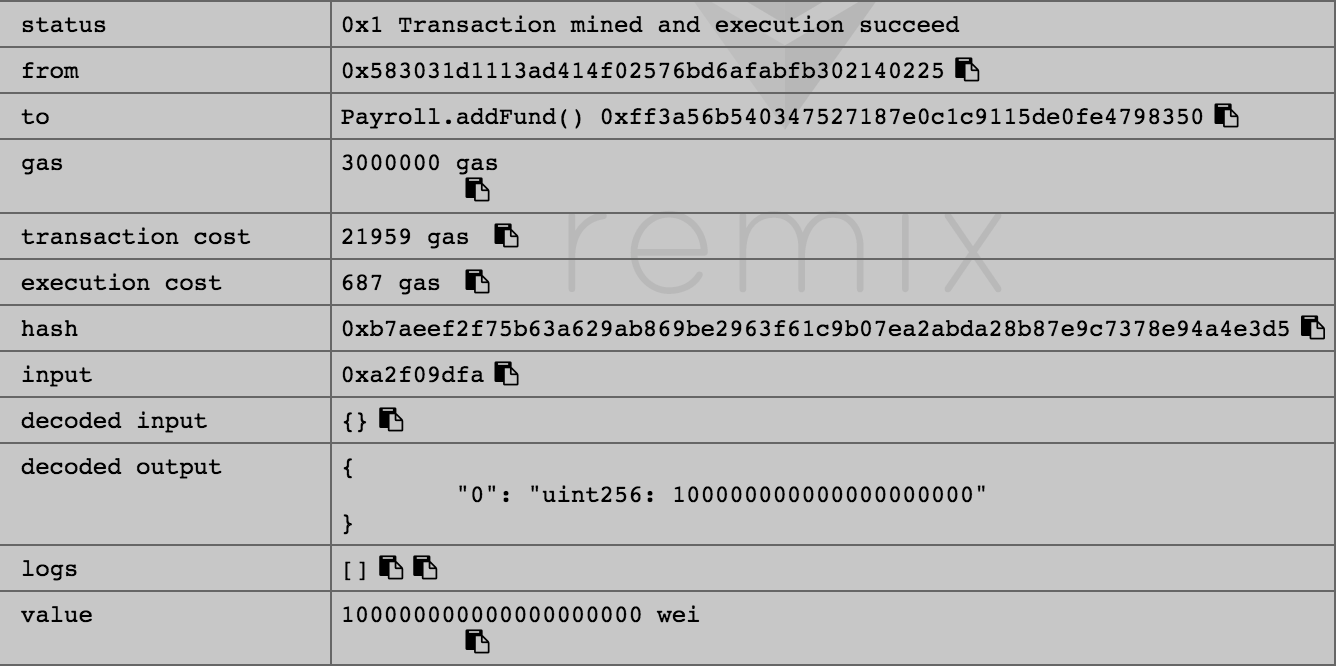 status 0x1 Transaction mined and execution succeed
from 0x583031d1113ad414f02576bd6afabfb302140225
to Payroll.addFund() 0xff3a56b540347527187e0c1c9115de0fe4798350
gas 3000000 gas
transaction cost 21959 gas
execution cost 687 gas
remix
hash 0xb7aeef2f75b63a629ab869be2963f61c9b07ea2abda28b87e9c7378e94a4e3d5
input 0xa2f09dfa
decoded input {}
decoded output {
"0": "uint256: 100000000000000000000"
}
logs []
value 100000000000000000000 wei